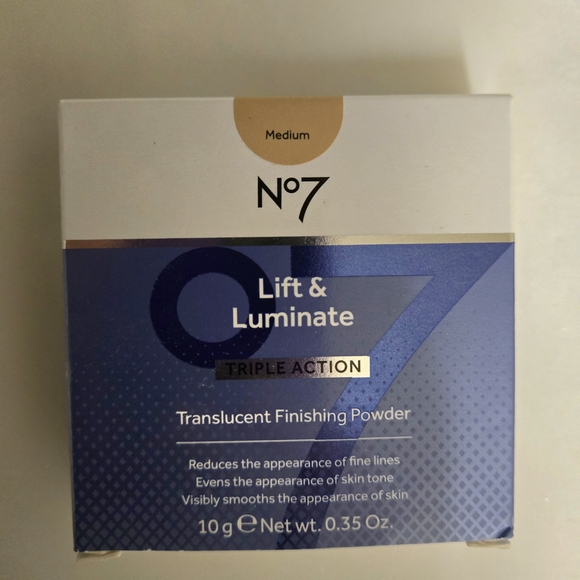 Medium
Nº7
Lift &
Luminate
TRIPLE ACTION
Translucent Finishing Powder
Reduces the appearance of fine lines
Evens the appearance of skin tone
Visibly smooths the appearance of skin
10 g ℮ Net wt. 0.35 Oz.